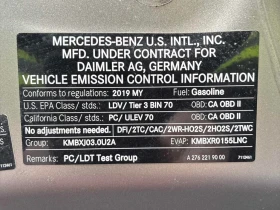 MERCEDES-BENZ U.S. INTL., INC.
MFD. UNDER CONTRACT FOR
DAIMLER AG, GERMANY
VEHICLE EMISSION CONTROL INFORMATION
Conforms to regulations: 2019 MY Fuel: Gasoline
U.S. EPA Class/ stds: LDV/ Tier 3 BIN 70 OBD: CA OBD II
California Class/ stds: PC/ ULEV 70 OBD: CA OBD II
No adjustments needed. DFI/2TC/CAC/2WR-HO2S/2HO2S/2TWC
Group: KMBXJ03.0U2A EVAP: KMBXR0155LNC
Remarks: PC/LDT Test Group A 276 221 90 00